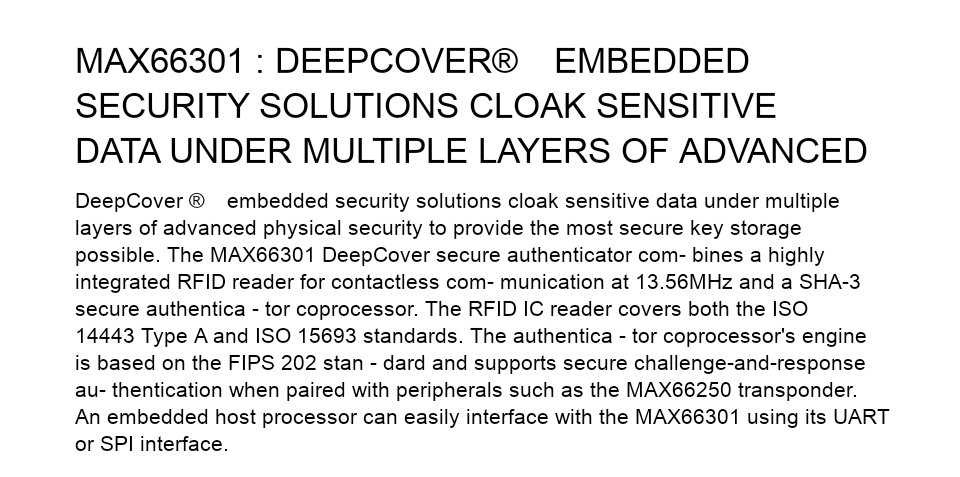 MAX66301 : DEEPCOVER® EMBEDDED
SECURITY SOLUTIONS CLOAK SENSITIVE
DATA UNDER MULTIPLE LAYERS OF ADVANCED
DeepCover ® embedded security solutions cloak sensitive data under multiple
layers of advanced physical security to provide the most secure key storage
possible. The MAX66301 DeepCover secure authenticator com- bines a highly
integrated RFID reader for contactless com- munication at 13.56MHz and a SHA-3
secure authentica - tor coprocessor. The RFID IC reader covers both the ISO
14443 Type A and ISO 15693 standards. The authentica - tor coprocessor's engine
is based on the FIPS 202 stan - dard and supports secure challenge-and-response
au- thentication when paired with peripherals such as the MAX66250 transponder.
An embedded host processor can easily interface with the MAX66301 using its UART
or SPI interface.